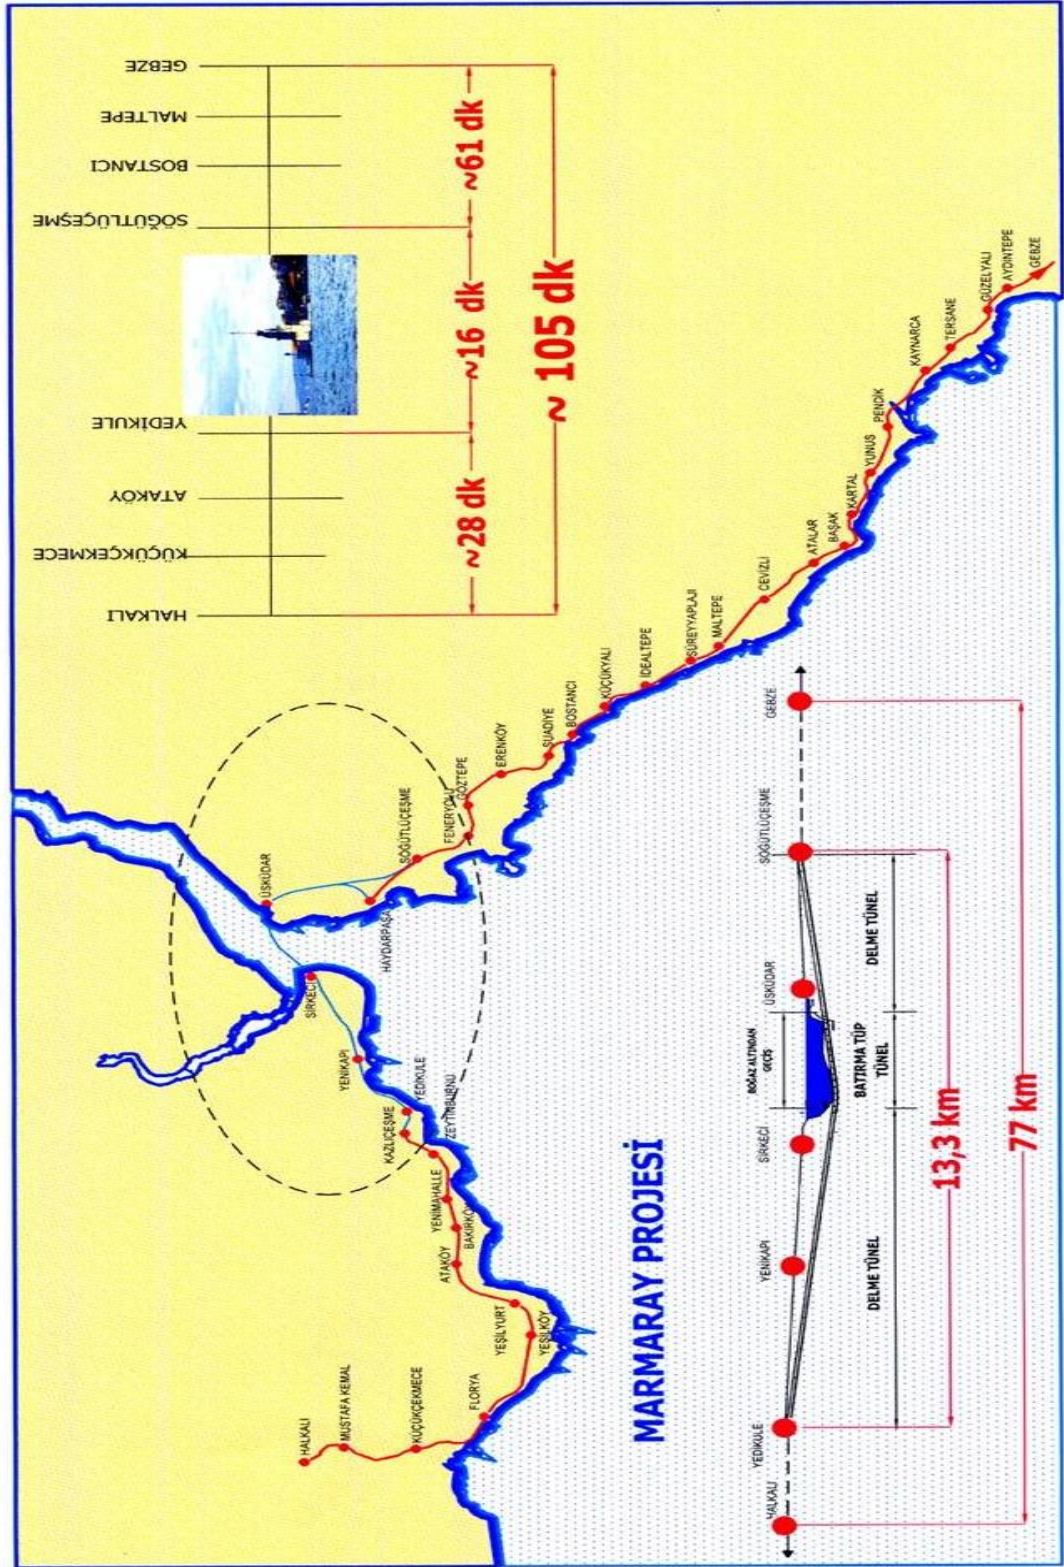 HALKALI
KÜÇÜKÇEKMECE
ATAKÖY
YEDİKULE
SÖĞÜTLÜÇEŞME
BOSTANCI
MALTEPE
GEBZE
~28 dk
~16 dk
~61 dk
~ 105 dk
HALKALI
MUSTAFA KEMAL
KÜÇÜKÇEKMECE
FLORYA
YEŞİLYURT
YEŞİLKÖY
ATAKÖY
BAKIRKÖY
YENİMAHALLE
ZEYTİNBURNU
KAZLIÇEŞME
YEDİKULE
YENİKAPI
SİRKECİ
ÜSKÜDAR
HAYDARPAŞA
SÖĞÜTLÜÇEŞME
FENERYOLU
GÖZTEPE
ERENKÖY
SUADİYE
BOSTANCI
KÜÇÜKYALI
IDEALTEPE
SÜREYYAPLAJI
MALTEPE
CEVİZLİ
ATALAR
BAŞAK
KARTAL
YUNUS
PENDİK
KAYNARCA
TERSANE
GÜZELYALI
AYDINTEPE
GEBZE
MARMARAY PROJESİ
HALKALI
YEDİKULE
YENİKAPI
SİRKECİ
BOĞAZ ALTINDAN
GEÇİŞ
ÜSKÜDAR
SÖĞÜTLÜÇEŞME
GEBZE
DELME TÜNEL
BATIRMA TÜP
TÜNEL
DELME TÜNEL
13,3 km
77 km